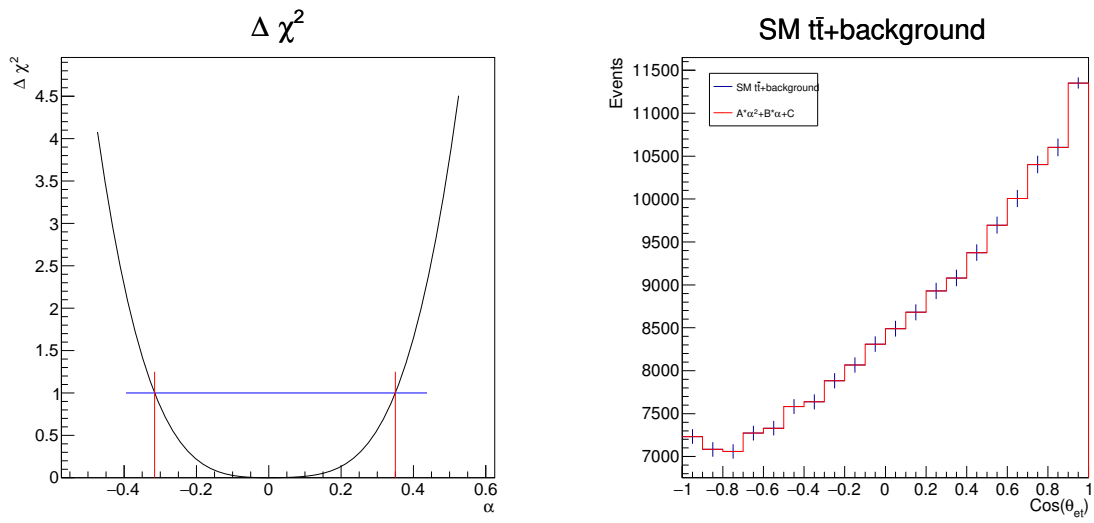 Δ χ²
Δ χ²
4.5
4
3.5
3
2.5
2
1.5
1
0.5
0
−0.4 −0.2 0 0.2 0.4 0.6
α
SM tt̄+background
Events
11500
11000
10500
10000
9500
9000
8500
8000
7500
7000
SM tt̄+background
A*α²+B*α+C
−1 −0.8 −0.6 −0.4 −0.2 0 0.2 0.4 0.6 0.8 1
Cos(θet)